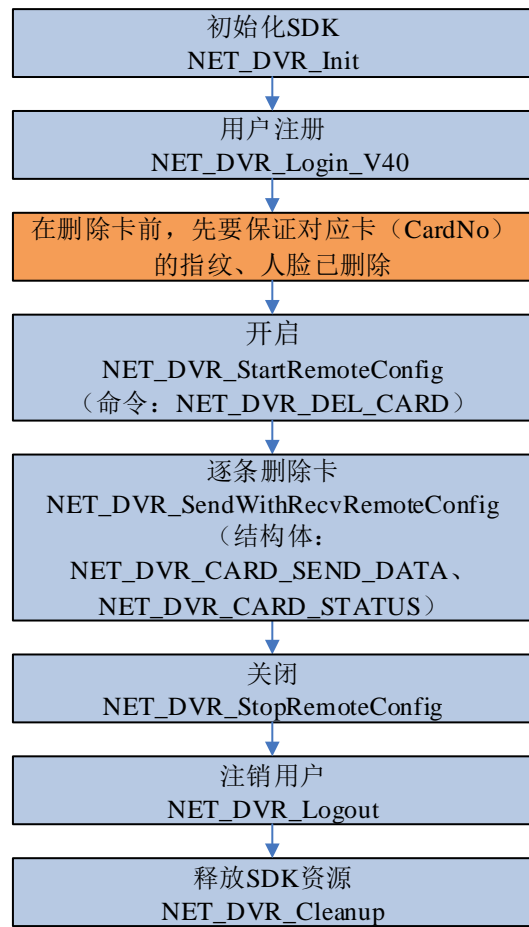 初始化SDK
NET_DVR_Init
用户注册
NET_DVR_Login_V40
在删除卡前，先要保证对应卡（CardNo）
的指纹、人脸已删除
开启
NET_DVR_StartRemoteConfig
（命令：NET_DVR_DEL_CARD）
逐条删除卡
NET_DVR_SendWithRecvRemoteConfig
（结构体：
NET_DVR_CARD_SEND_DATA、
NET_DVR_CARD_STATUS）
关闭
NET_DVR_StopRemoteConfig
注销用户
NET_DVR_Logout
释放SDK资源
NET_DVR_Cleanup